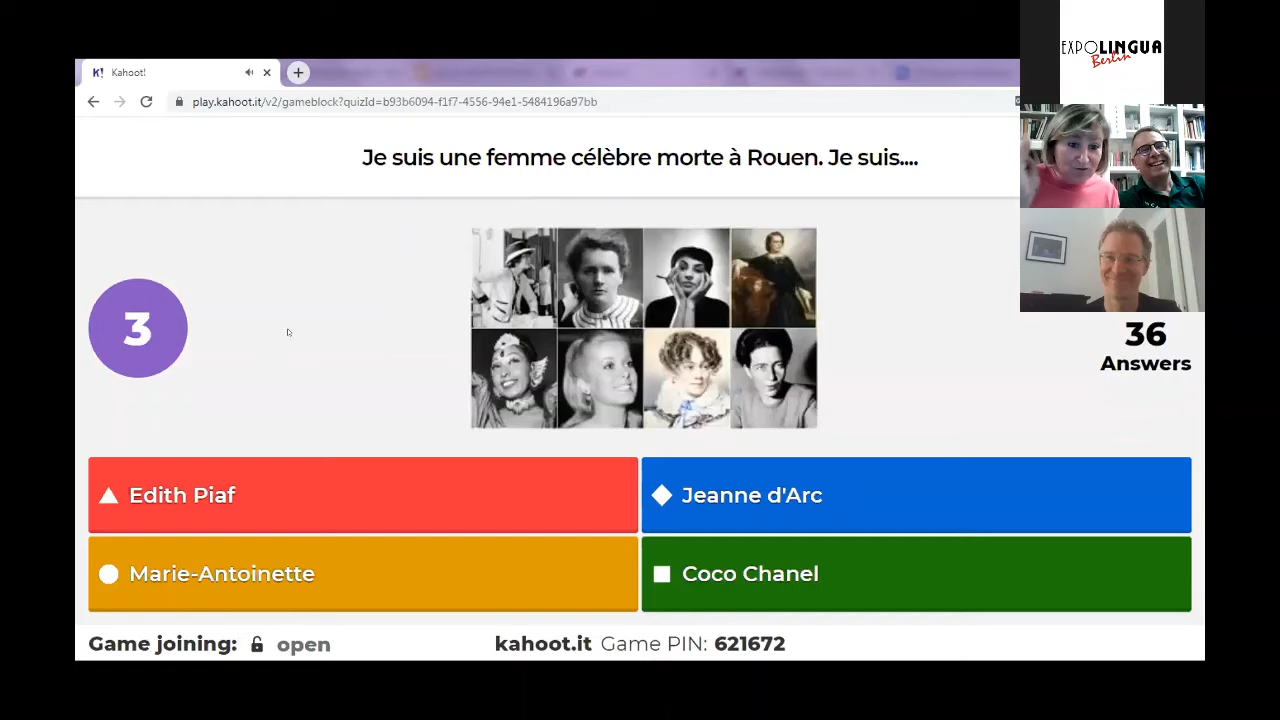 EXPOLINGUA
Berlin
Kahoot!
play.kahoot.it/v2/gameblock?quizId=b93b6094-f1f7-4556-94e1-5484196a97bb
Je suis une femme célèbre morte à Rouen. Je suis....
3
36
Answers
Edith Piaf
Jeanne d'Arc
Marie-Antoinette
Coco Chanel
Game joining: open
kahoot.it Game PIN: 621672